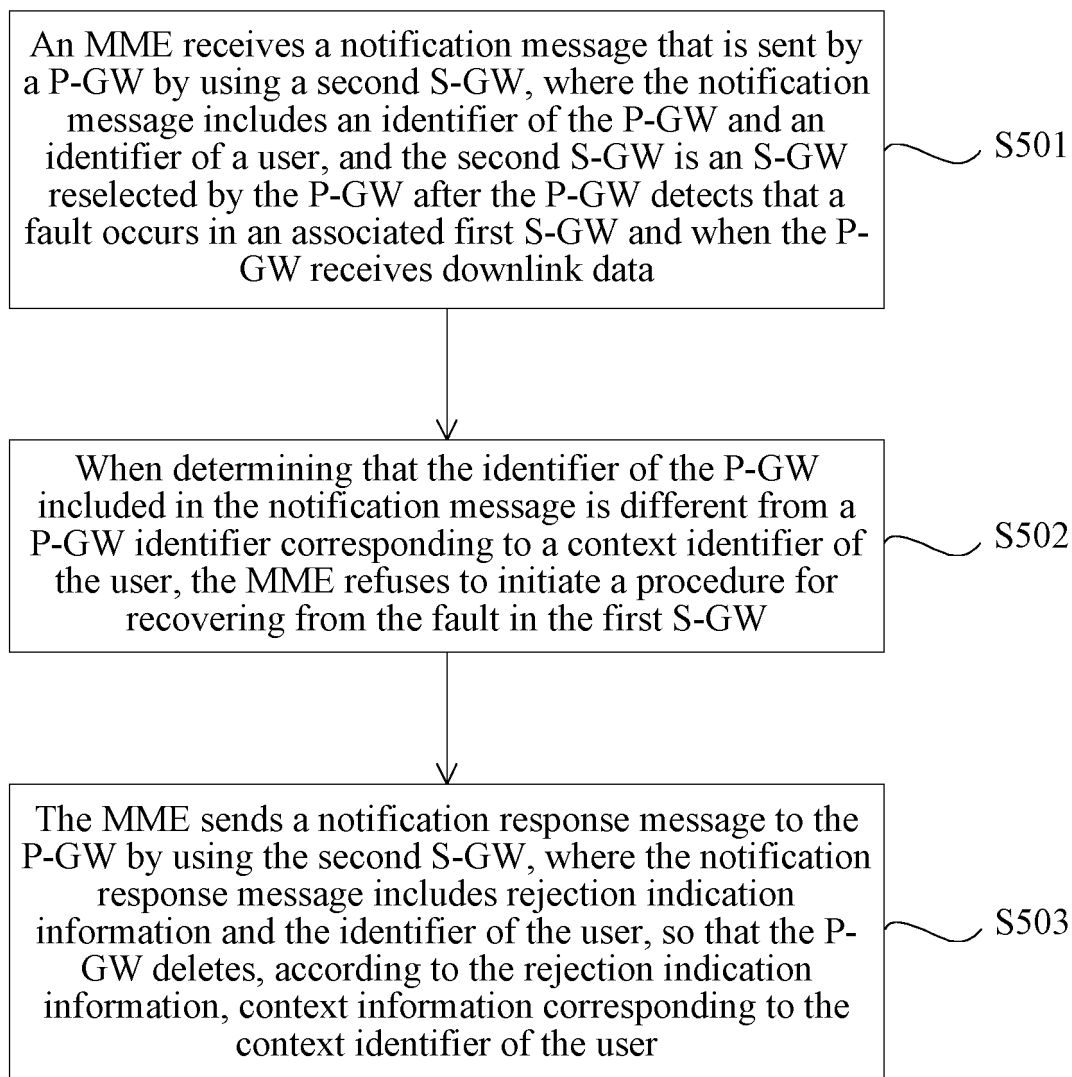 An MME receives a notification message that is sent by
a P-GW by using a second S-GW, where the notification
message includes an identifier of the P-GW and an
identifier of a user, and the second S-GW is an S-GW
reselected by the P-GW after the P-GW detects that a
fault occurs in an associated first S-GW and when the P-
GW receives downlink data
S501
When determining that the identifier of the P-GW
included in the notification message is different from a
P-GW identifier corresponding to a context identifier of
the user, the MME refuses to initiate a procedure for
recovering from the fault in the first S-GW
S502
The MME sends a notification response message to the
P-GW by using the second S-GW, where the notification
response message includes rejection indication
information and the identifier of the user, so that the P-
GW deletes, according to the rejection indication
information, context information corresponding to the
context identifier of the user
S503